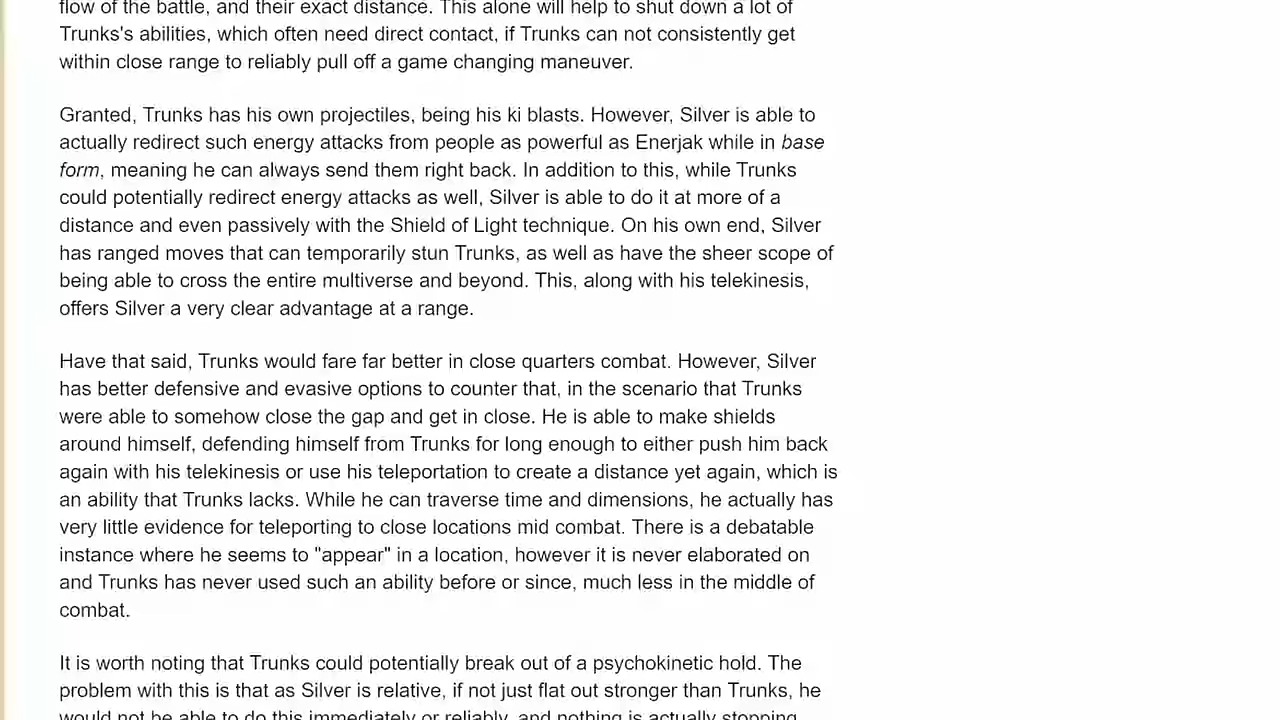 flow of the battle, and their exact distance. This alone will help to shut down a lot of
Trunks's abilities, which often need direct contact, if Trunks can not consistently get
within close range to reliably pull off a game changing maneuver.
Granted, Trunks has his own projectiles, being his ki blasts. However, Silver is able to
actually redirect such energy attacks from people as powerful as Enerjak while in base
form, meaning he can always send them right back. In addition to this, while Trunks
could potentially redirect energy attacks as well, Silver is able to do it at more of a
distance and even passively with the Shield of Light technique. On his own end, Silver
has ranged moves that can temporarily stun Trunks, as well as have the sheer scope of
being able to cross the entire multiverse and beyond. This, along with his telekinesis,
offers Silver a very clear advantage at a range.
Have that said, Trunks would fare far better in close quarters combat. However, Silver
has better defensive and evasive options to counter that, in the scenario that Trunks
were able to somehow close the gap and get in close. He is able to make shields
around himself, defending himself from Trunks for long enough to either push him back
again with his telekinesis or use his teleportation to create a distance yet again, which is
an ability that Trunks lacks. While he can traverse time and dimensions, he actually has
very little evidence for teleporting to close locations mid combat. There is a debatable
instance where he seems to "appear" in a location, however it is never elaborated on
and Trunks has never used such an ability before or since, much less in the middle of
combat.
It is worth noting that Trunks could potentially break out of a psychokinetic hold. The
problem with this is that as Silver is relative, if not just flat out stronger than Trunks, he
would not be able to do this immediately or reliably, and nothing is actually stopping